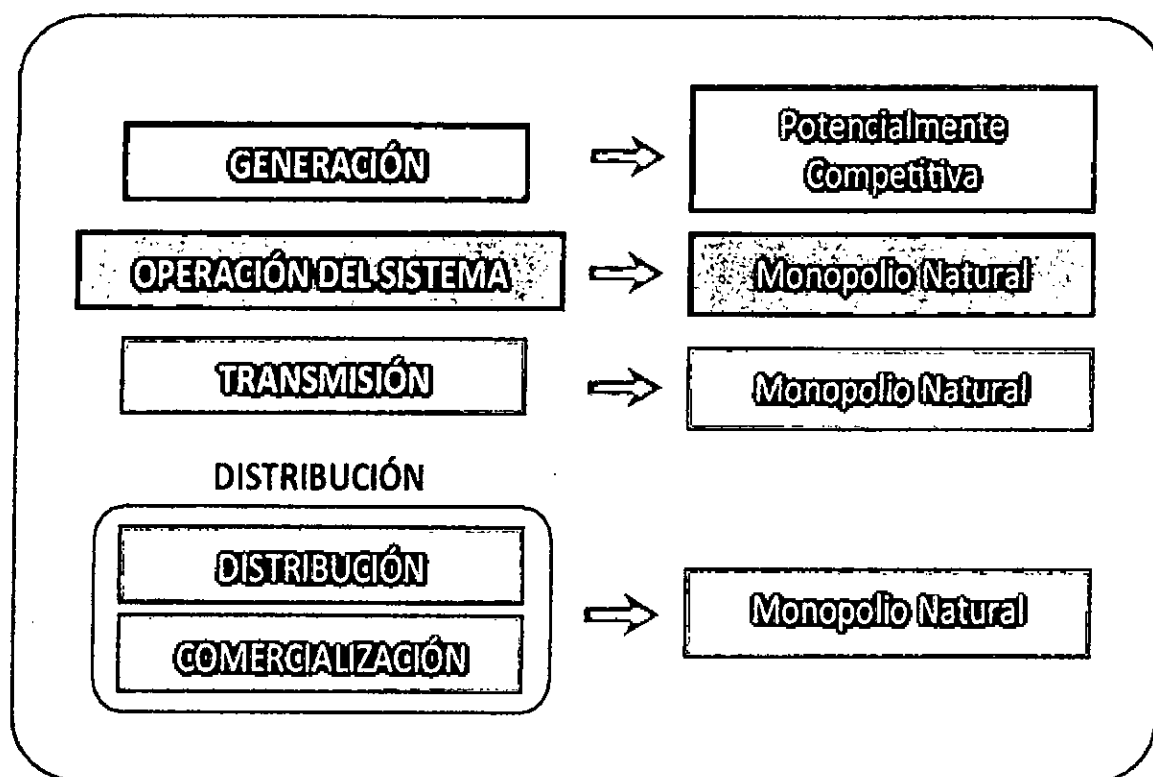 GENERACIÓN
Potencialmente
Competitiva
OPERACIÓN DEL SISTEMA
Monopolio Natural
TRANSMISIÓN
Monopolio Natural
DISTRIBUCIÓN
DISTRIBUCIÓN
COMERCIALIZACIÓN
Monopolio Natural